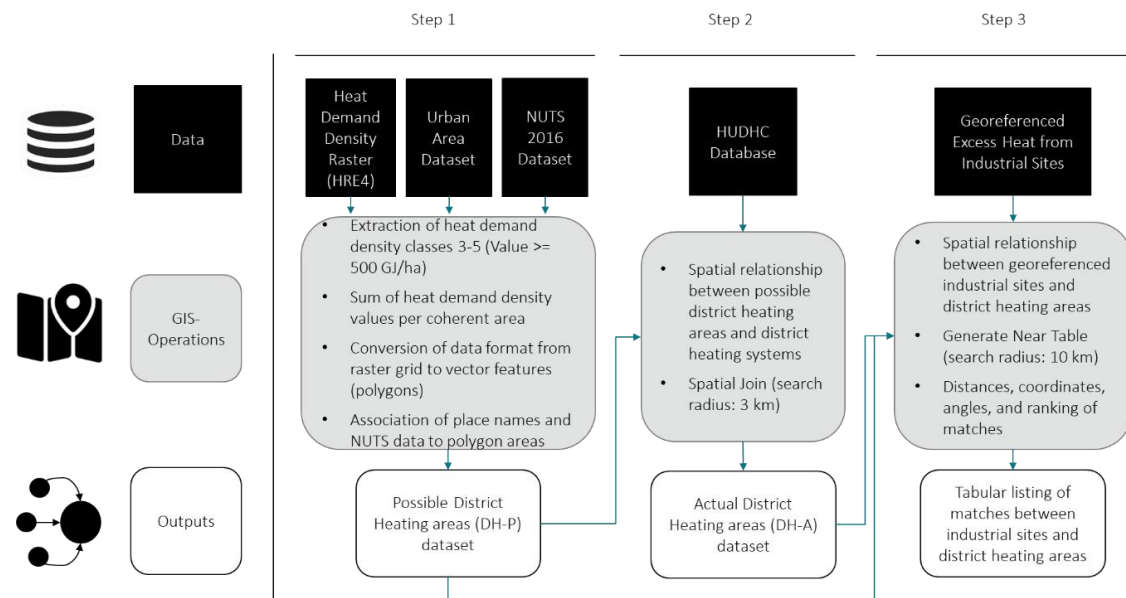 Step 1
Step 2
Step 3
Data
Heat
Demand
Density
Raster
(HRE4)
Urban
Area
Dataset
NUTS
2016
Dataset
HUDHC
Database
Georeferenced
Excess Heat from
Industrial Sites
GIS-
Operations
• Extraction of heat demand
density classes 3-5 (Value >=
500 GJ/ha)
• Sum of heat demand density
values per coherent area
• Conversion of data format from
raster grid to vector features
(polygons)
• Association of place names and
NUTS data to polygon areas
• Spatial relationship
between possible
district heating
areas and district
heating systems
• Spatial Join (search
radius: 3 km)
• Spatial relationship
between georeferenced
industrial sites and
district heating areas
• Generate Near Table
(search radius: 10 km)
• Distances, coordinates,
angles, and ranking of
matches
Outputs
Possible District
Heating areas (DH-P)
dataset
Actual District
Heating areas (DH-A)
dataset
Tabular listing of
matches between
industrial sites and
district heating areas